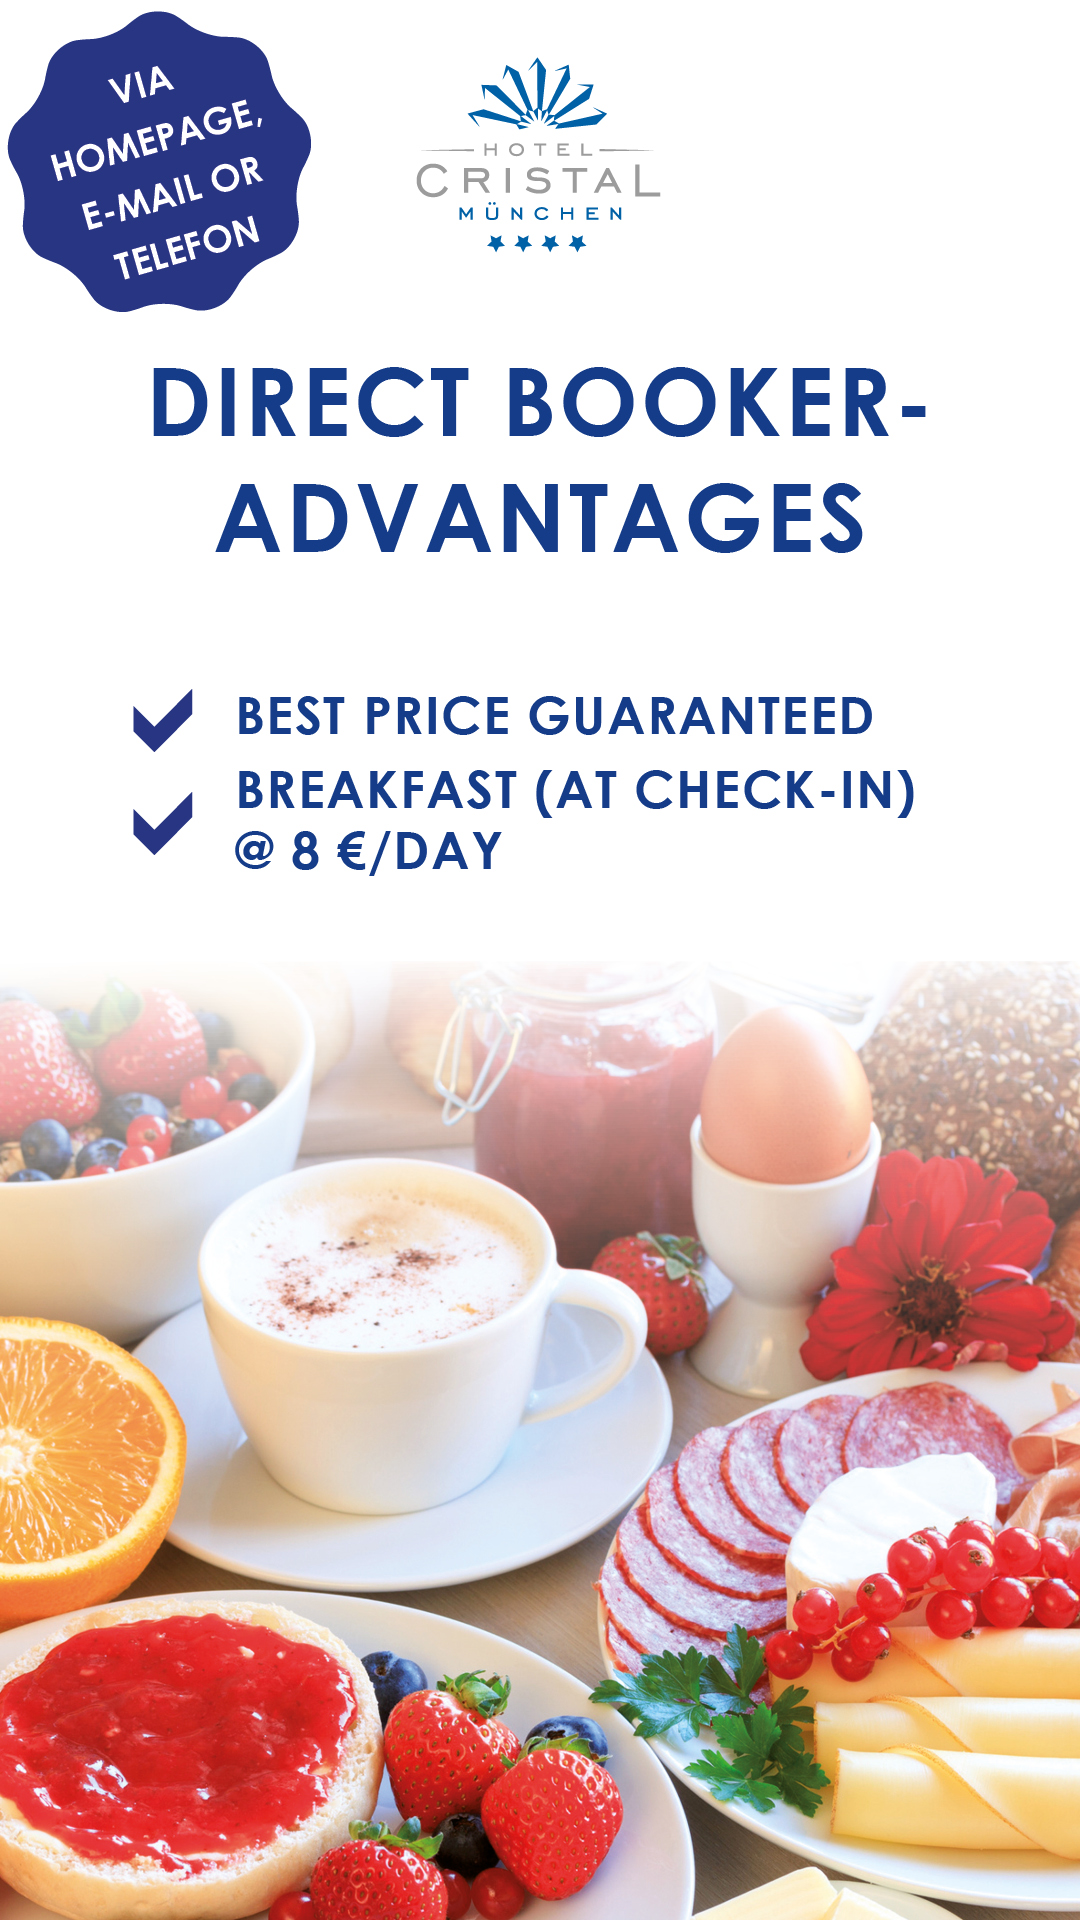 VIA
HOMEPAGE,
E-MAIL OR
TELEFON
HOTEL
CRISTAL
MÜNCHEN
DIRECT BOOKER-
ADVANTAGES
BEST PRICE GUARANTEED
BREAKFAST (AT CHECK-IN)
@ 8 €/DAY